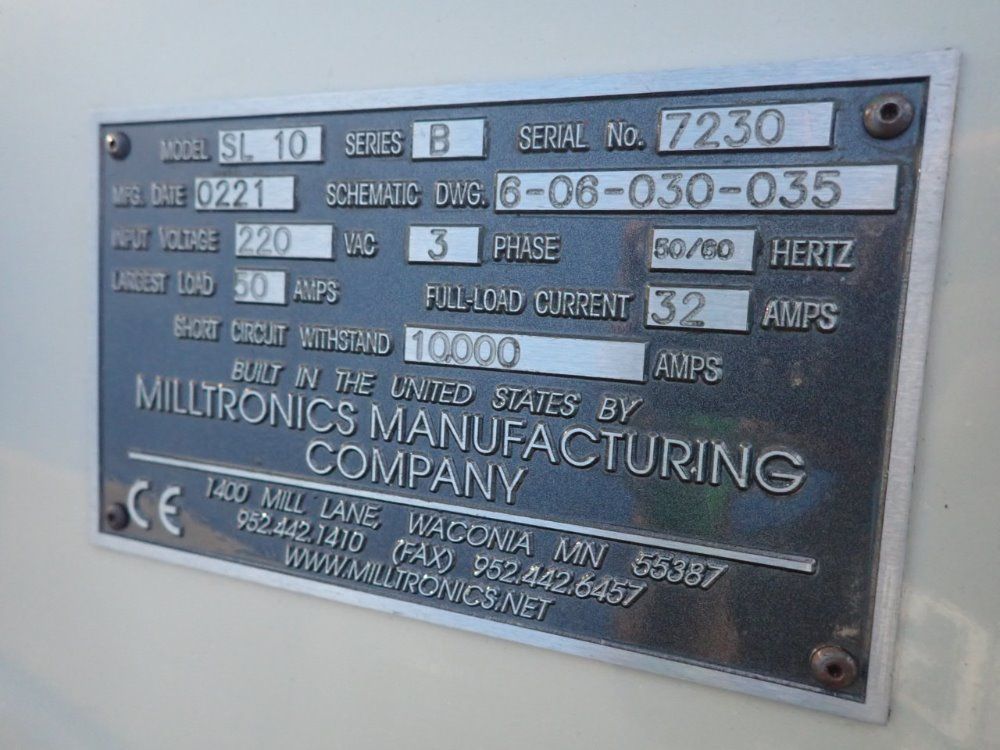 MODEL SL 10 SERIES B SERIAL No. 7230
MFG. DATE 0221 SCHEMATIC DWG. 6-06-030-035
INPUT VOLTAGE 220 VAC 3 PHASE 50/60 HERTZ
LARGEST LOAD 30 AMPS FULL-LOAD CURRENT 32 AMPS
SHORT CIRCUIT WITHSTAND 10,000 AMPS
BUILT IN THE UNITED STATES BY
MILLTRONICS MANUFACTURING
COMPANY
CE 1400 MILL LANE, WACONIA MN 55387
952.442.1410 (FAX) 952.442.6457
WWW.MILLTRONICS.NET